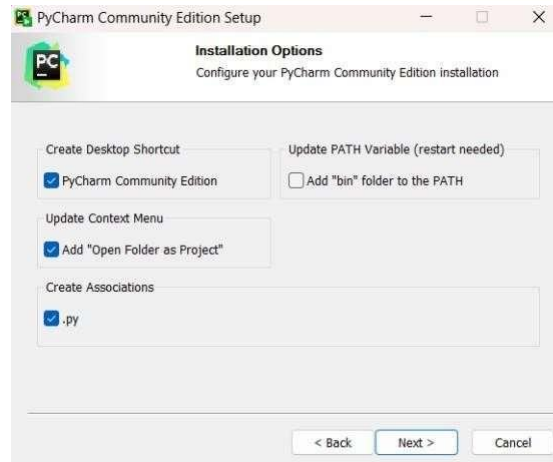 PyCharm Community Edition Setup
PC
Installation Options
Configure your PyCharm Community Edition installation
Create Desktop Shortcut
PyCharm Community Edition
Update PATH Variable (restart needed)
Add "bin" folder to the PATH
Update Context Menu
Add "Open Folder as Project"
Create Associations
.py
< Back
Next >
Cancel